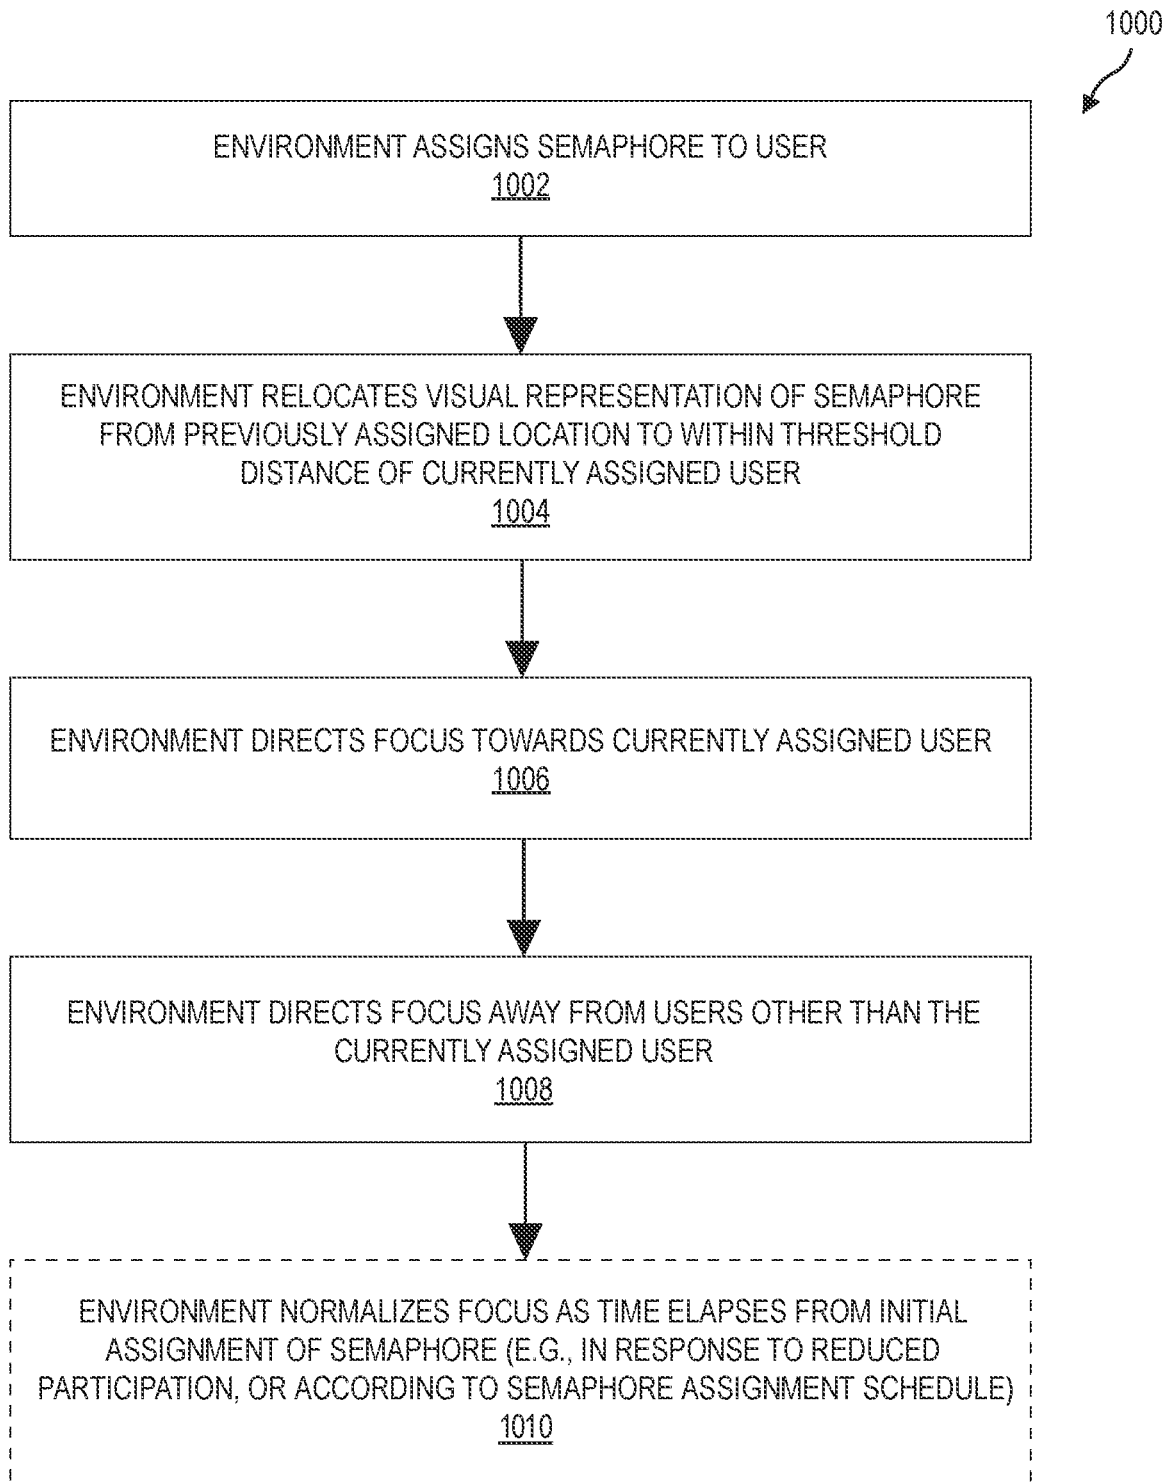 1000
ENVIRONMENT ASSIGNS SEMAPHORE TO USER
1002
ENVIRONMENT RELOCATES VISUAL REPRESENTATION OF SEMAPHORE
FROM PREVIOUSLY ASSIGNED LOCATION TO WITHIN THRESHOLD
DISTANCE OF CURRENTLY ASSIGNED USER
1004
ENVIRONMENT DIRECTS FOCUS TOWARDS CURRENTLY ASSIGNED USER
1006
ENVIRONMENT DIRECTS FOCUS AWAY FROM USERS OTHER THAN THE
CURRENTLY ASSIGNED USER
1008
ENVIRONMENT NORMALIZES FOCUS AS TIME ELAPSES FROM INITIAL
ASSIGNMENT OF SEMAPHORE (E.G., IN RESPONSE TO REDUCED
PARTICIPATION, OR ACCORDING TO SEMAPHORE ASSIGNMENT SCHEDULE)
1010